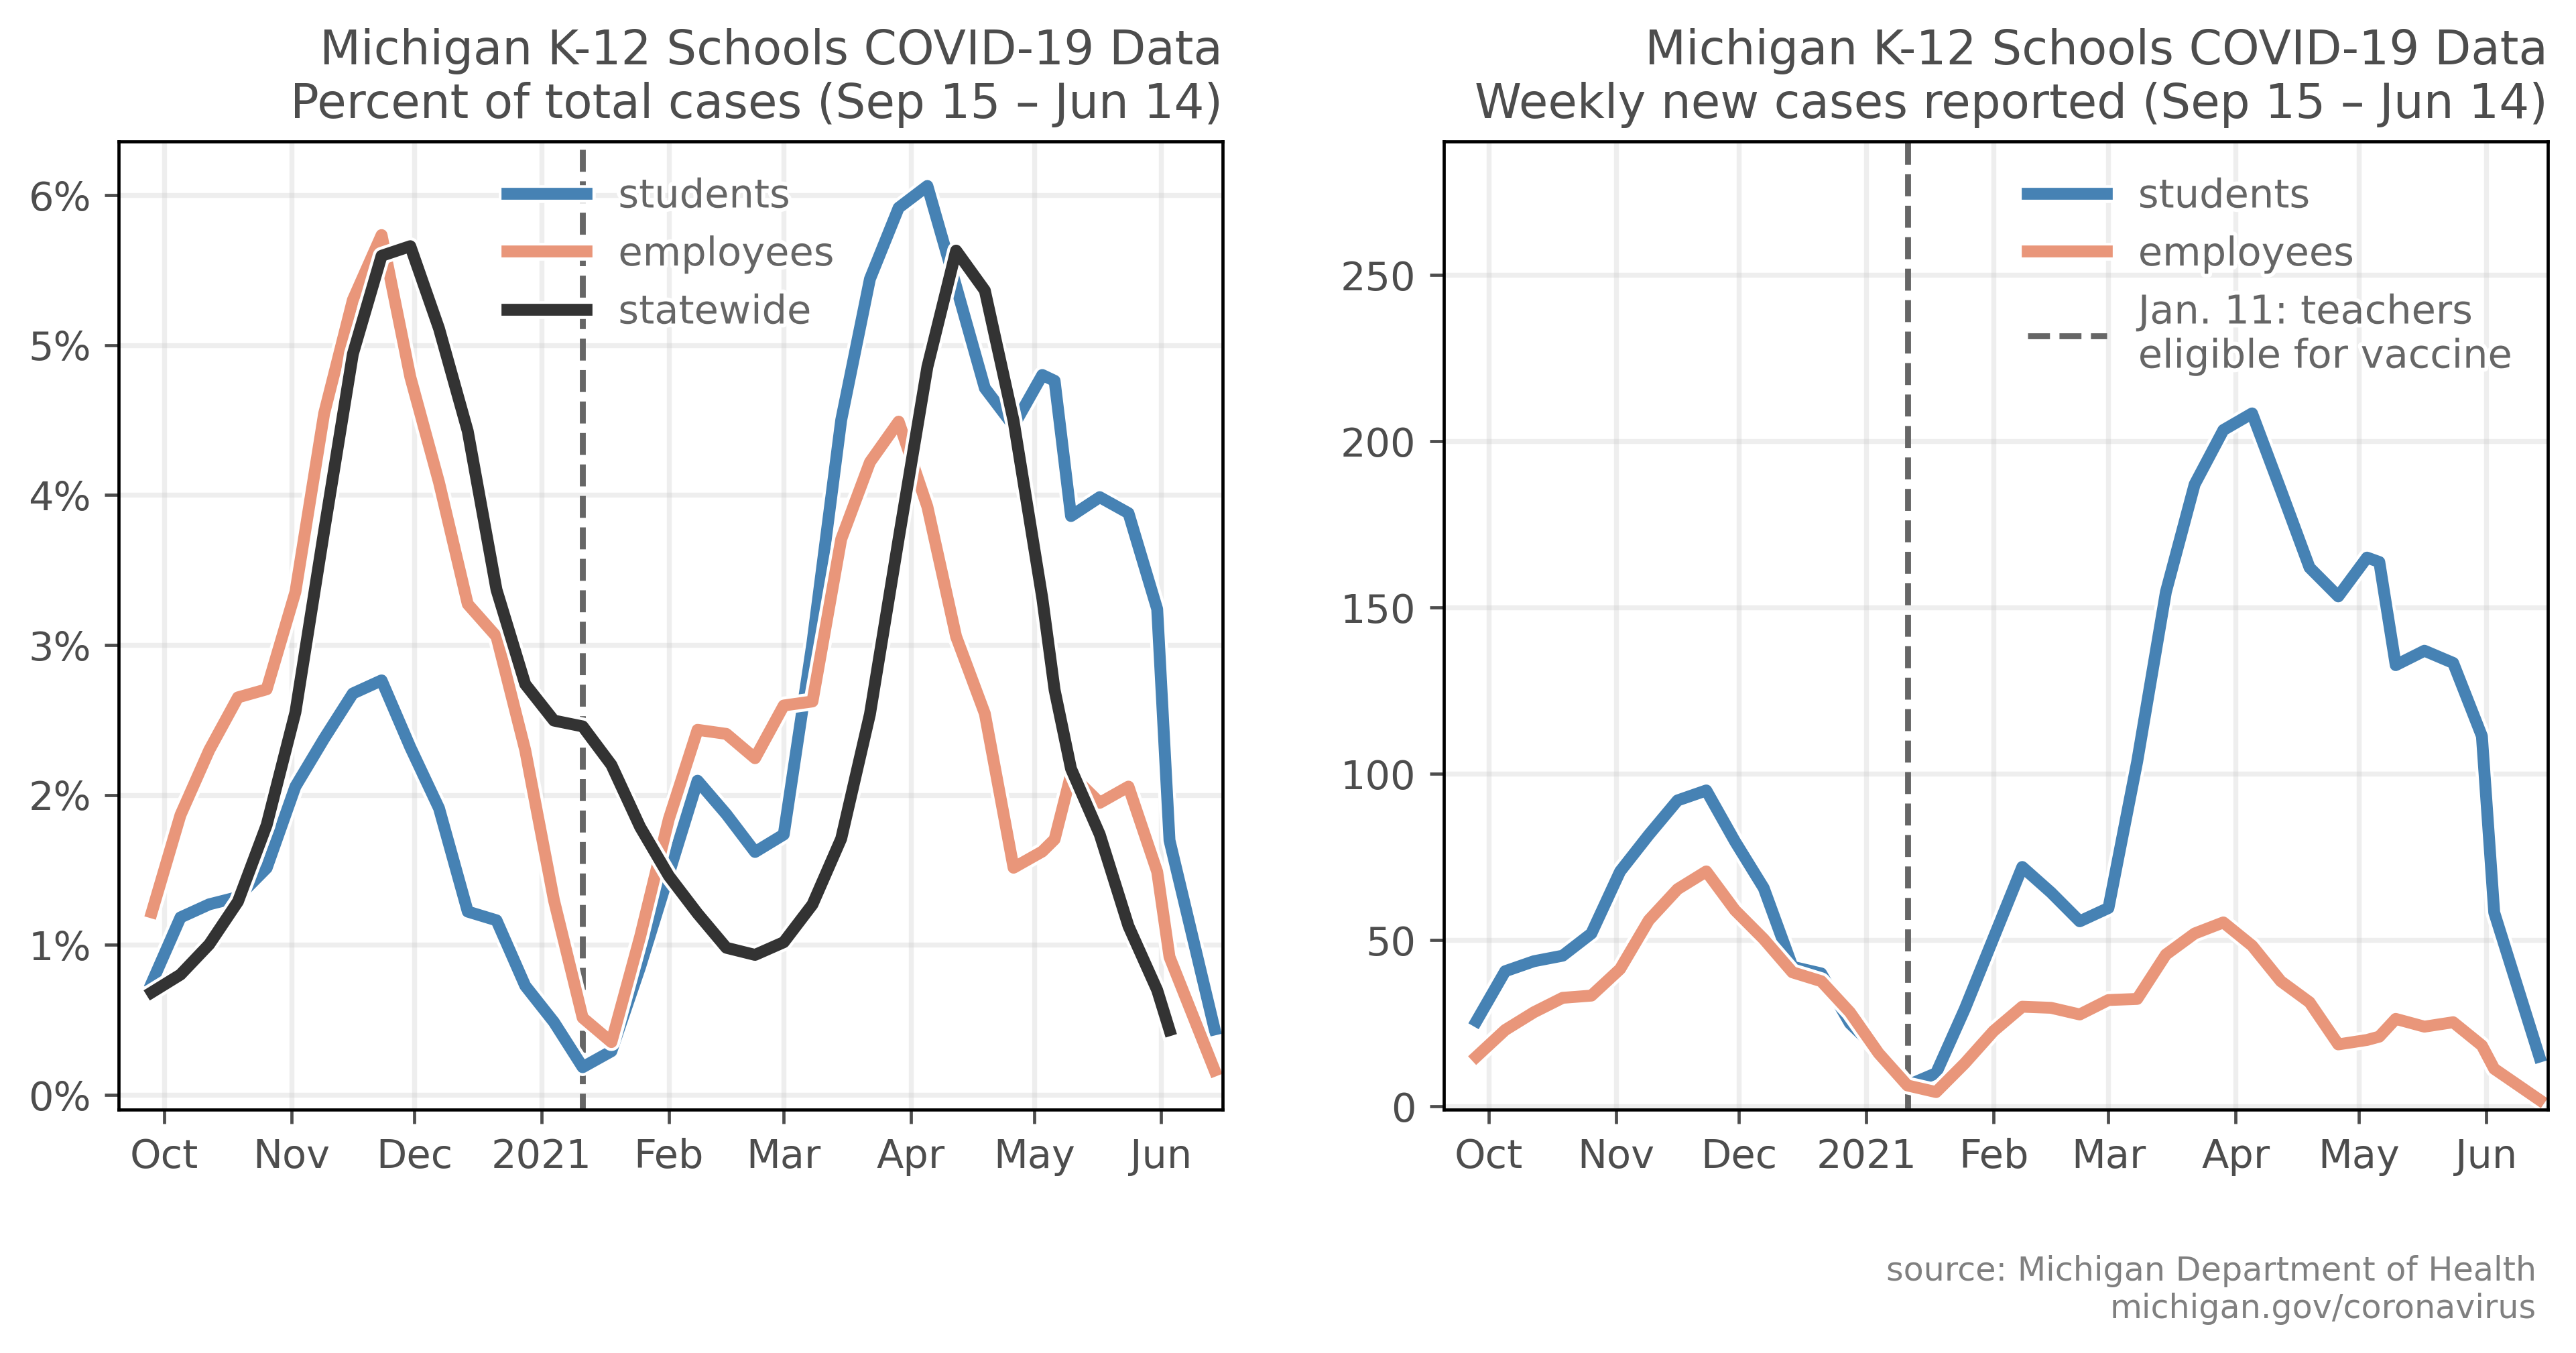 Michigan K-12 Schools COVID-19 Data
Percent of total cases (Sep 15 – Jun 14)
students
employees
statewide
6%
5%
4%
3%
2%
1%
0%
Oct Nov Dec 2021 Feb Mar Apr May Jun
Michigan K-12 Schools COVID-19 Data
Weekly new cases reported (Sep 15 – Jun 14)
students
employees
Jan. 11: teachers
eligible for vaccine
250
200
150
100
50
0
Oct Nov Dec 2021 Feb Mar Apr May Jun
source: Michigan Department of Health
michigan.gov/coronavirus